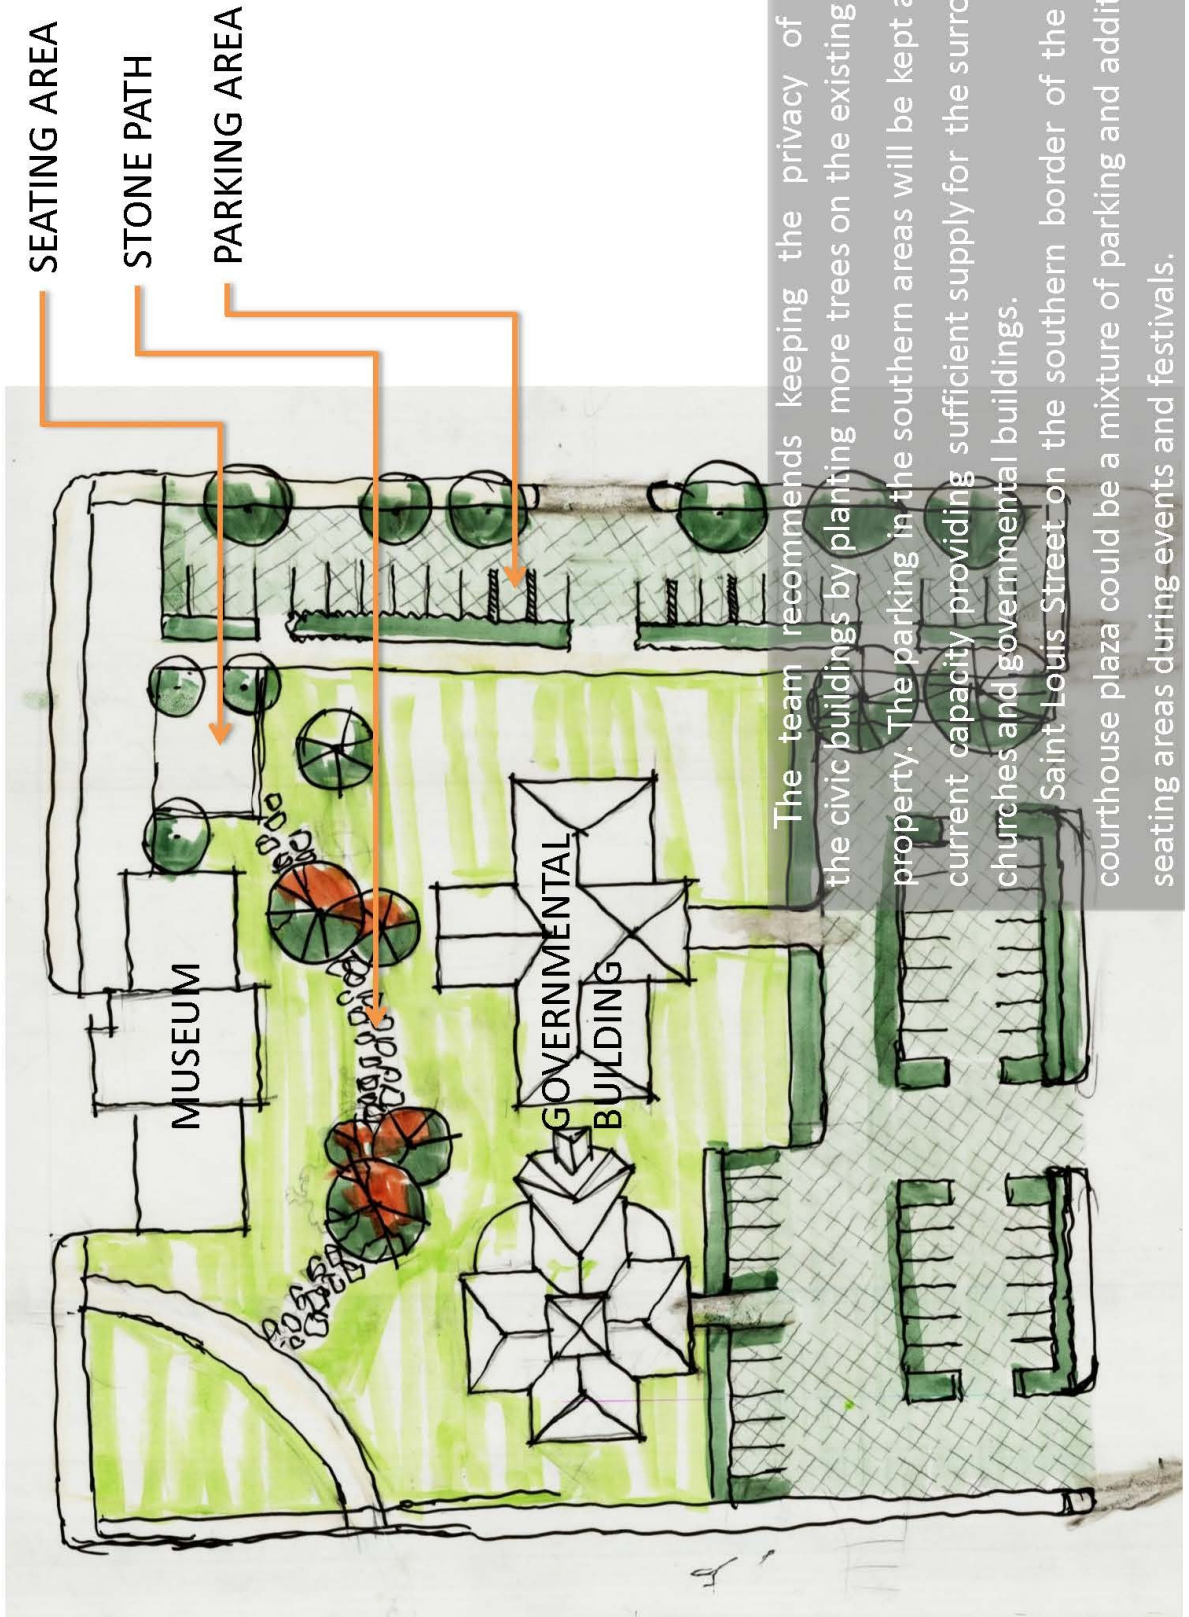 SEATING AREA
STONE PATH
PARKING AREA
MUSEUM
GOVERNMENTAL
BUILDING
The team recommends keeping the privacy of
the civic buildings by planting more trees on the existing
property. The parking in the southern areas will be kept
current capacity providing sufficient supply for the
churches and governmental buildings.
Saint Louis Street on the southern border of the
courthouse plaza could be a mixture of parking and
seating areas during events and festivals.